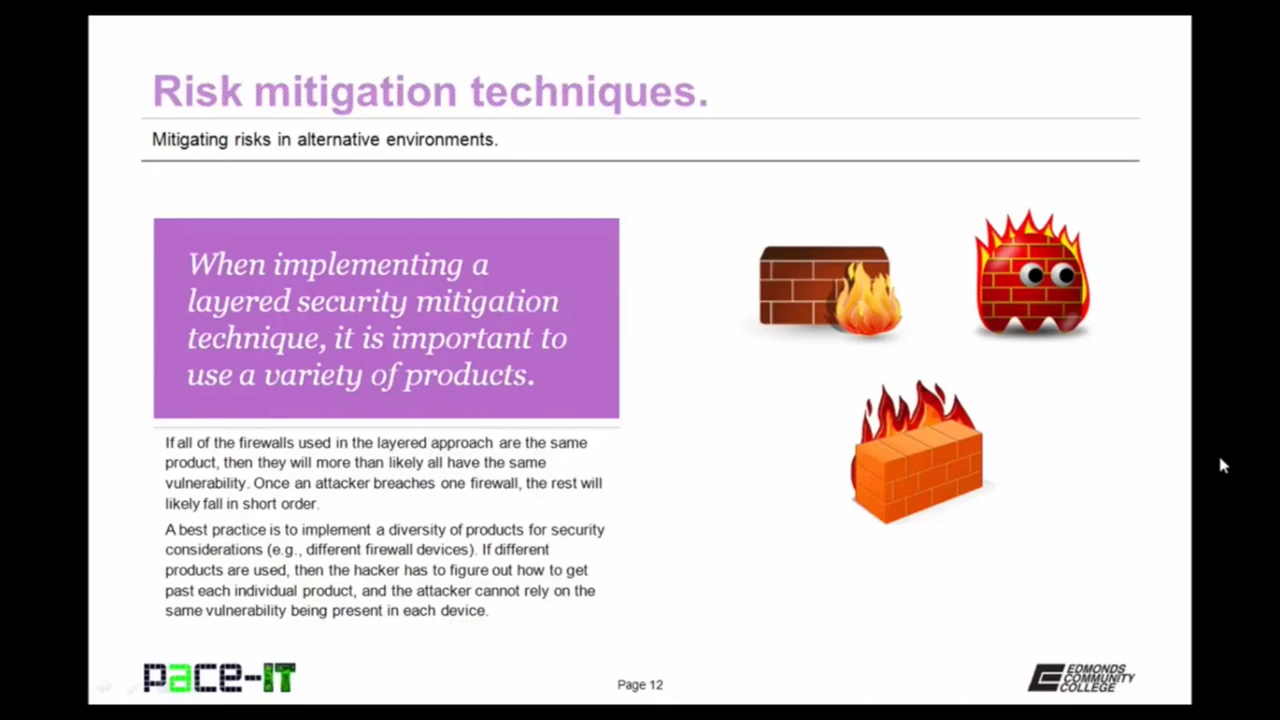 Risk mitigation techniques.
Mitigating risks in alternative environments.
When implementing a
layered security mitigation
technique, it is important to
use a variety of products.
If all of the firewalls used in the layered approach are the same
product, then they will more than likely all have the same
vulnerability. Once an attacker breaches one firewall, the rest will
likely fall in short order.
A best practice is to implement a diversity of products for security
considerations (e.g., different firewall devices). If different
products are used, then the hacker has to figure out how to get
past each individual product, and the attacker cannot rely on the
same vulnerability being present in each device.
pace-IT
Page 12
EDMONDS
COMMUNITY
COLLEGE